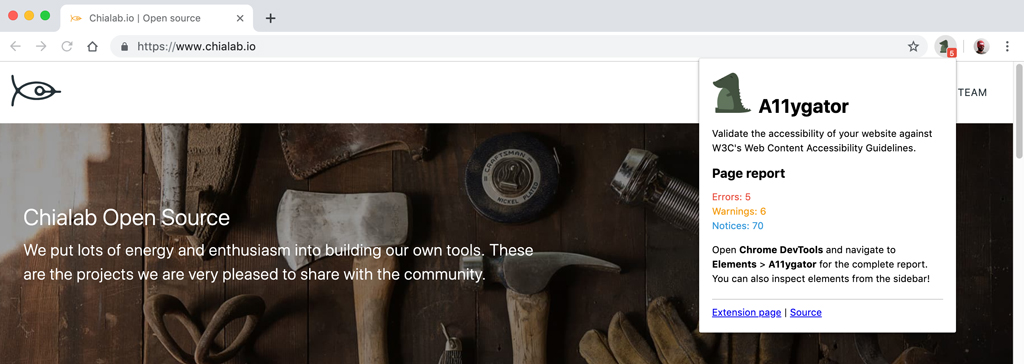 Chialab.io | Open source
https://www.chialab.io
5
TEAM
A11ygator
Validate the accessibility of your website against
W3C's Web Content Accessibility Guidelines.
Page report
Errors: 5
Warnings: 6
Notices: 70
Open Chrome DevTools and navigate to
Elements > A11ygator for the complete report.
You can also inspect elements from the sidebar!
Extension page | Source
Chialab Open Source
We put lots of energy and enthusiasm into building our own tools. These
are the projects we are very pleased to share with the community.
CRAFTSMAN
NICKEL PLATED